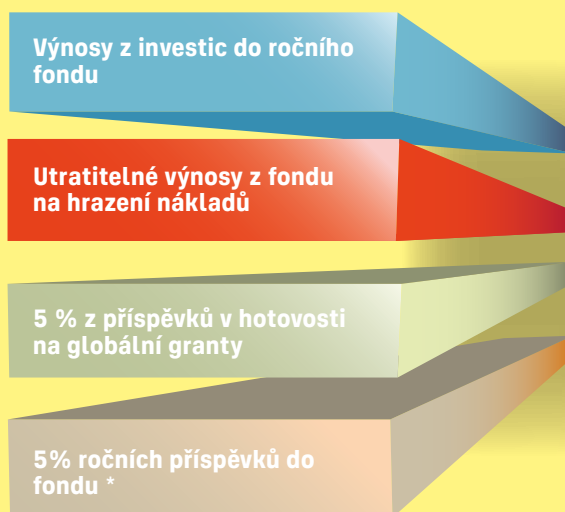 Výnosy z investic do ročního
fondu
Utratitelné výnosy z fondu
na hrazení nákladů
5 % z příspěvků v hotovosti
na globální granty
5% ročních příspěvků do
fondu *